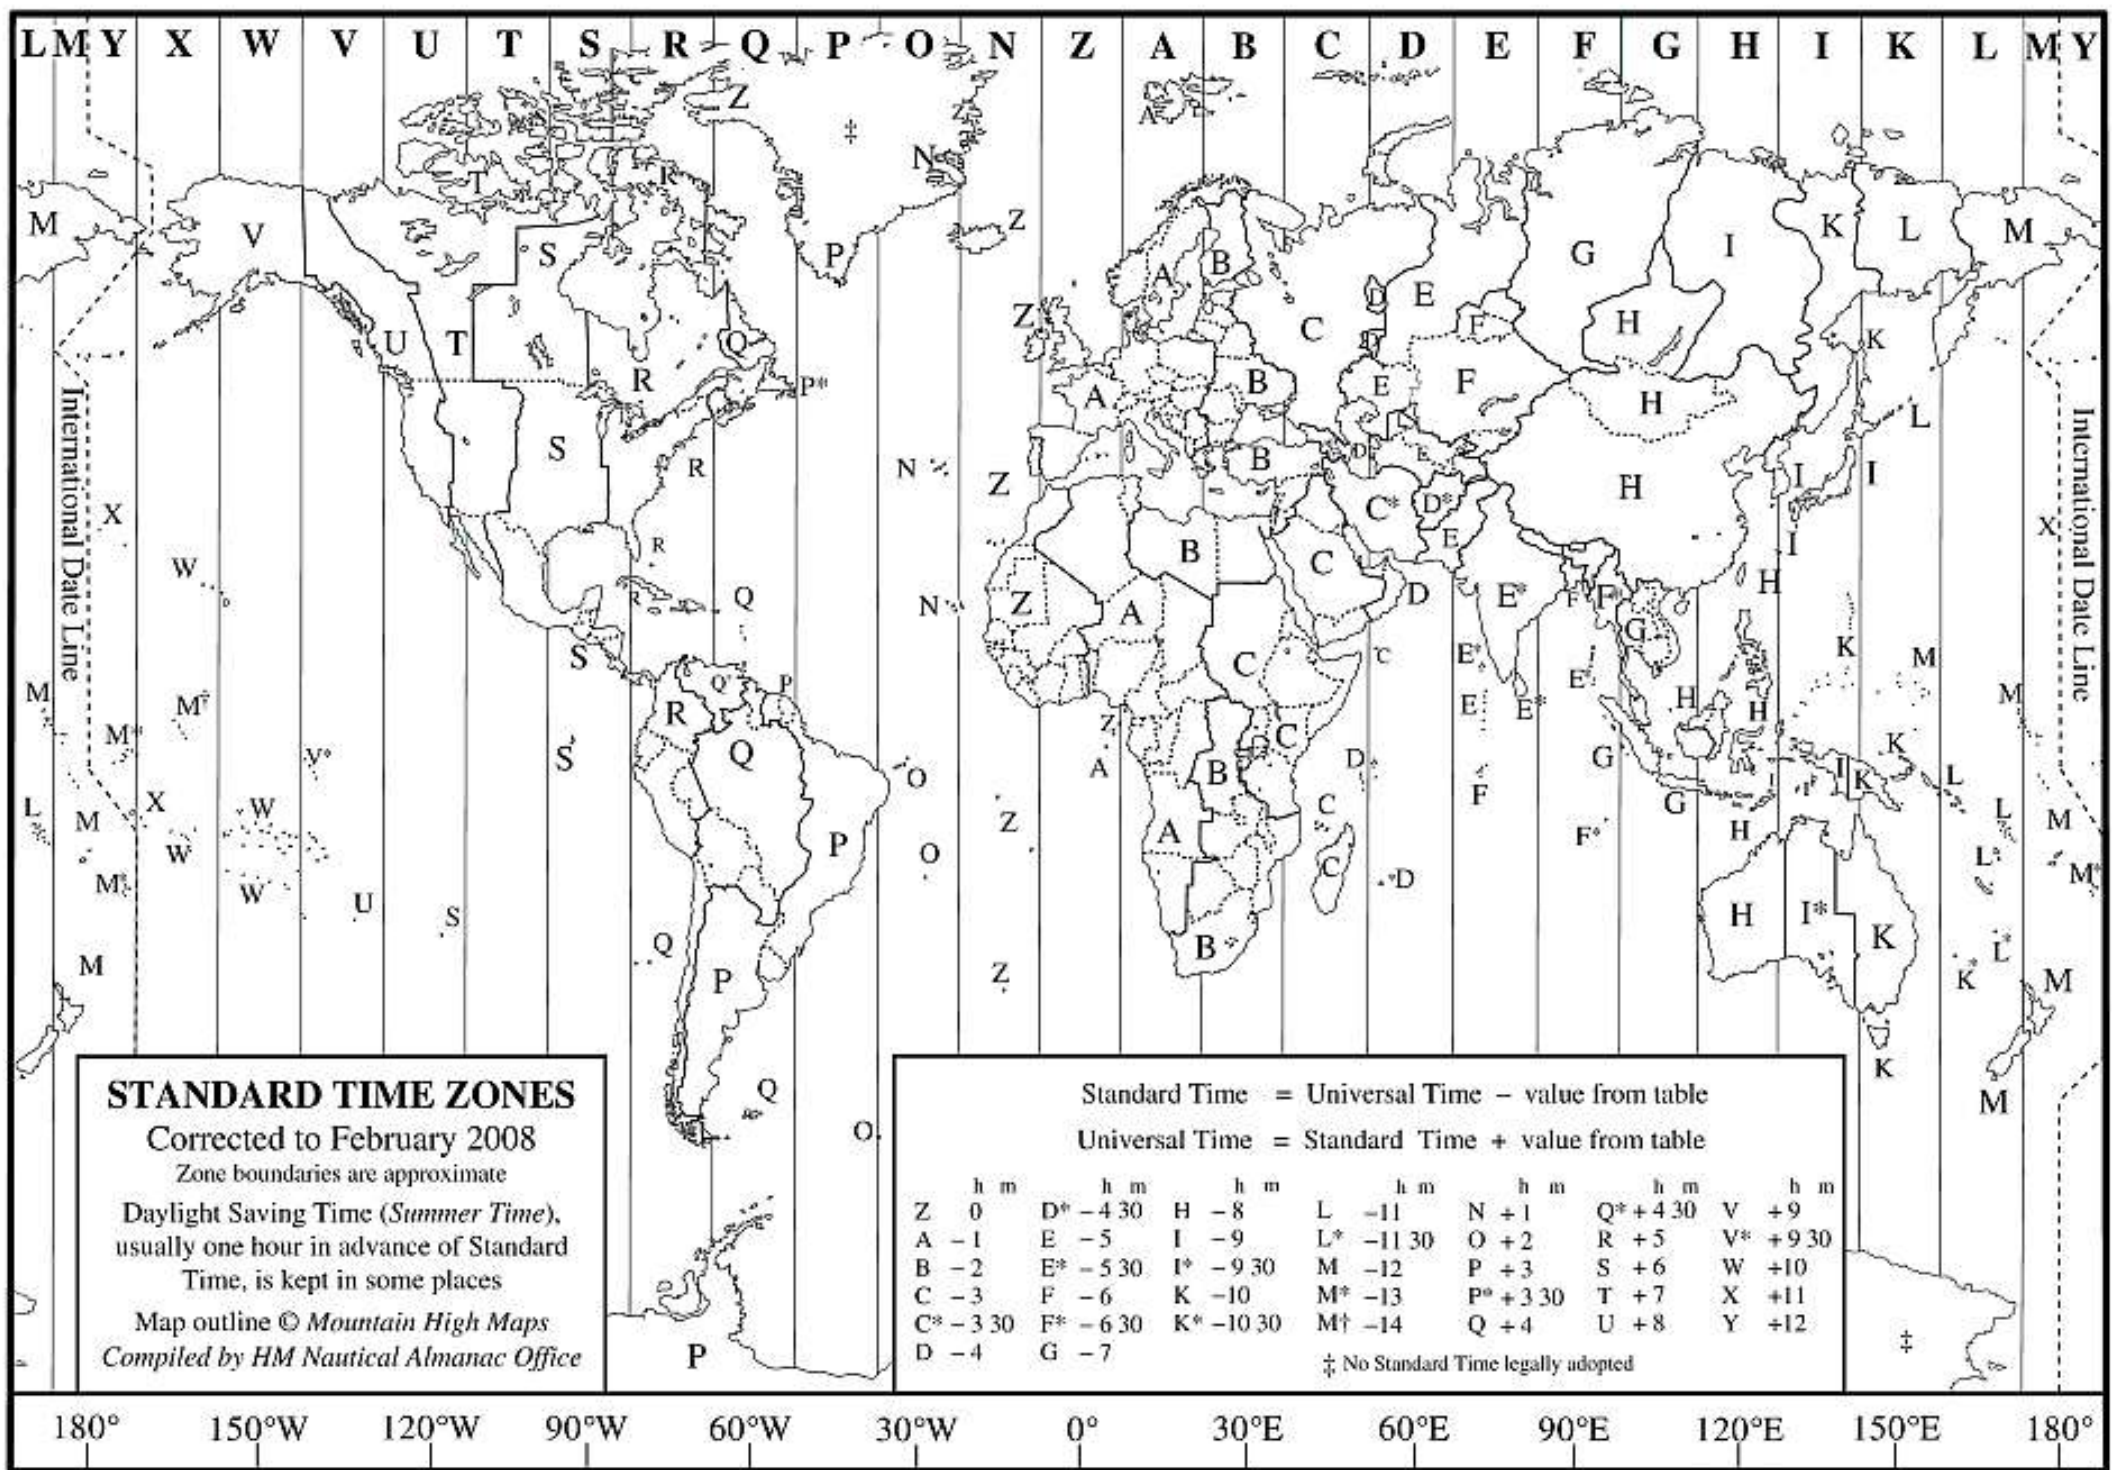 L M Y X W V U T S R Q P O N Z A B C D E F G H I K L M Y
Z
A
‡
Z
N
T
R
M
V
S
P
Z
A
B
G
I
K
L
M
Z
U
T
R
Q
P*
C
D
E
F
D
H
K
A
B
E
F
H
L
S
R
N
Z
B
D
E
H
I
I
X
X
C*
D*
E
R
B
C
I
W
Q
N
Z
A
D
E*
F
F*
G
H
R
S
C
C
E*
K
M
M
M†
Q*
P
R
E
E*
E*
H
H
M
M*
V*
S
Q
Z
A
C
D
B
G
K
I
K
L
X
W
O
Z
C
F
G
L
L
M
W
P
O
A
C
D
F*
H
L*
M
M*
M*
W
U
S
H
I*
K
Q
P
B
Z
K*
L*
M
M
Q
O
K
M
International Date Line
International Date Line
STANDARD TIME ZONES
Corrected to February 2008
Zone boundaries are approximate
Daylight Saving Time (Summer Time),
usually one hour in advance of Standard
Time, is kept in some places
Map outline © Mountain High Maps
Compiled by HM Nautical Almanac Office
P
Standard Time = Universal Time − value from table
Universal Time = Standard Time + value from table
h m h m h m h m h m h m h m
Z 0 D* − 4 30 H − 8 L −11 N + 1 Q* + 4 30 V + 9
A − 1 E − 5 I − 9 L* −11 30 O + 2 R + 5 V* + 9 30
B − 2 E* − 5 30 I* − 9 30 M −12 P + 3 S + 6 W +10
C − 3 F − 6 K −10 M* −13 P* + 3 30 T + 7 X +11
C* − 3 30 F* − 6 30 K* −10 30 M† −14 Q + 4 U + 8 Y +12
D − 4 G − 7 ‡ No Standard Time legally adopted
‡
180° 150°W 120°W 90°W 60°W 30°W 0° 30°E 60°E 90°E 120°E 150°E 180°